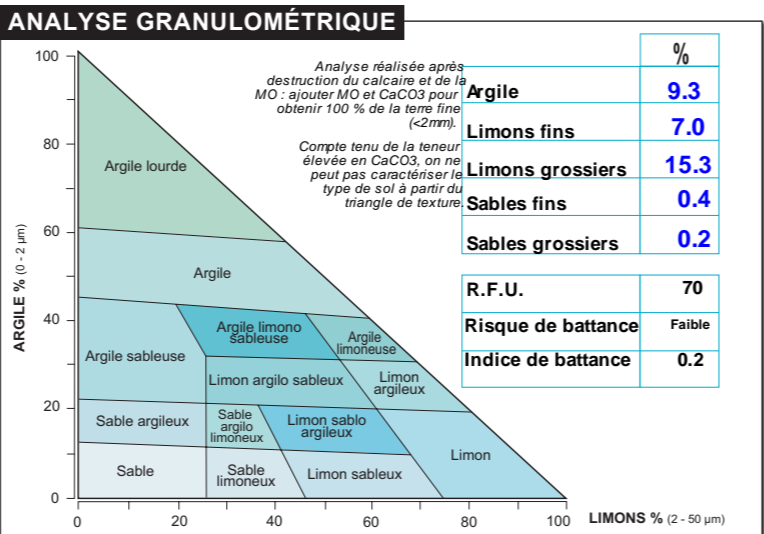 ANALYSE GRANULOMÉTRIQUE
Analyse réalisée après
destruction du calcaire et de la
MO : ajouter MO et CaCO3 pour
obtenir 100 % de la terre fine
(<2mm).
Compte tenu de la teneur
élevée en CaCO3, on ne
peut pas caractériser le
type de sol à partir du
triangle de texture.
%
Argile 9.3
Limons fins 7.0
Limons grossiers 15.3
Sables fins 0.4
Sables grossiers 0.2
R.F.U. 70
Risque de battance Faible
Indice de battance 0.2
ARGILE % (0 - 2 µm)
100
80
60
40
20
0
Argile lourde
Argile
Argile limono
sableuse
Argile
limoneuse
Argile sableuse
Limon argilo sableux
Limon
argileux
Sable argileux
Sable
argilo
limoneux
Limon sablo
argileux
Limon
Sable
Sable
limoneux
Limon sableux
0 20 40 60 80 100
LIMONS % (2 - 50 µm)